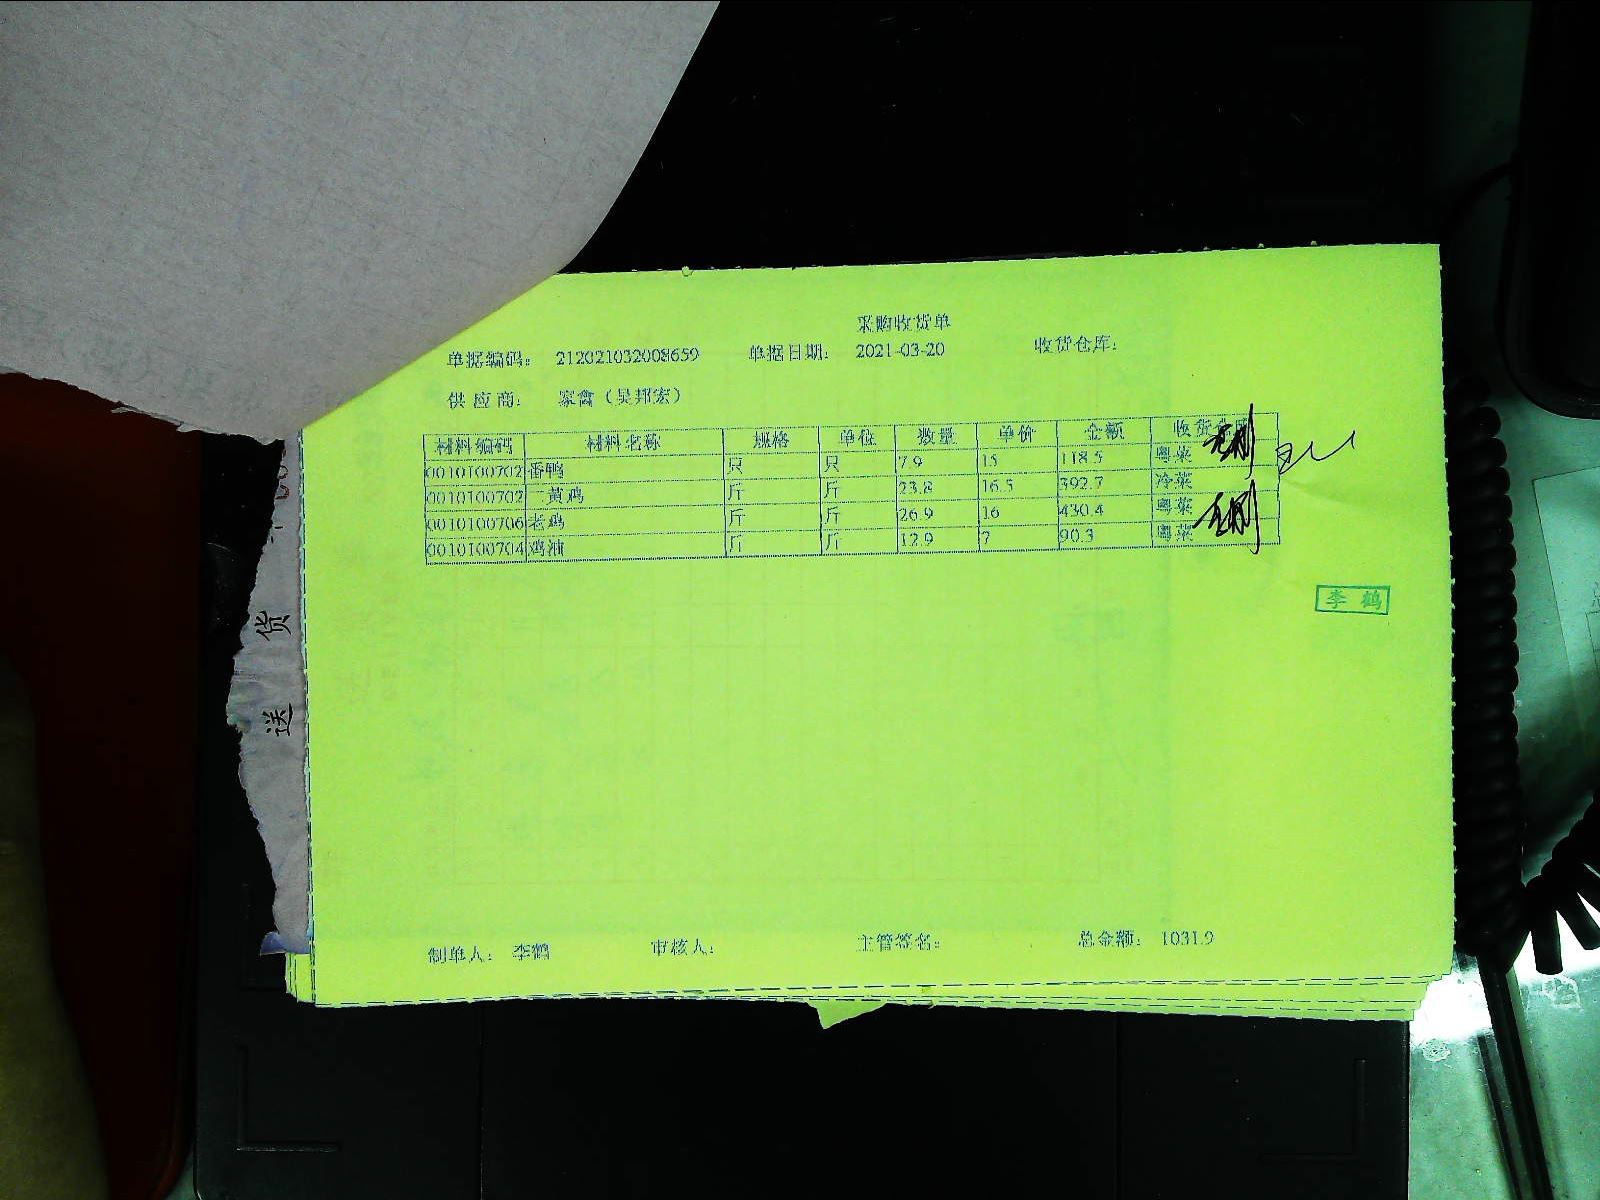 采购收货单
单据编码： 212021032008659 单据日期： 2021-03-20 收货仓库：
供应商： 家禽（吴邦宏）
材料编码 材料名称 规格 单位 数量 单价 金额 收货
0010100702 番鸭 只 只 7.9 15 118.5 粤菜
0010100702 三黄鸡 斤 斤 23.8 16.5 392.7 冷菜
0010100706 老鸡 斤 斤 26.9 16 430.4 粤菜
0010100704 鸡油 斤 斤 12.9 7 90.3 粤菜
李鹤
制单人： 李鹤 审核人： 主管签名： 总金额： 1031.9
送货